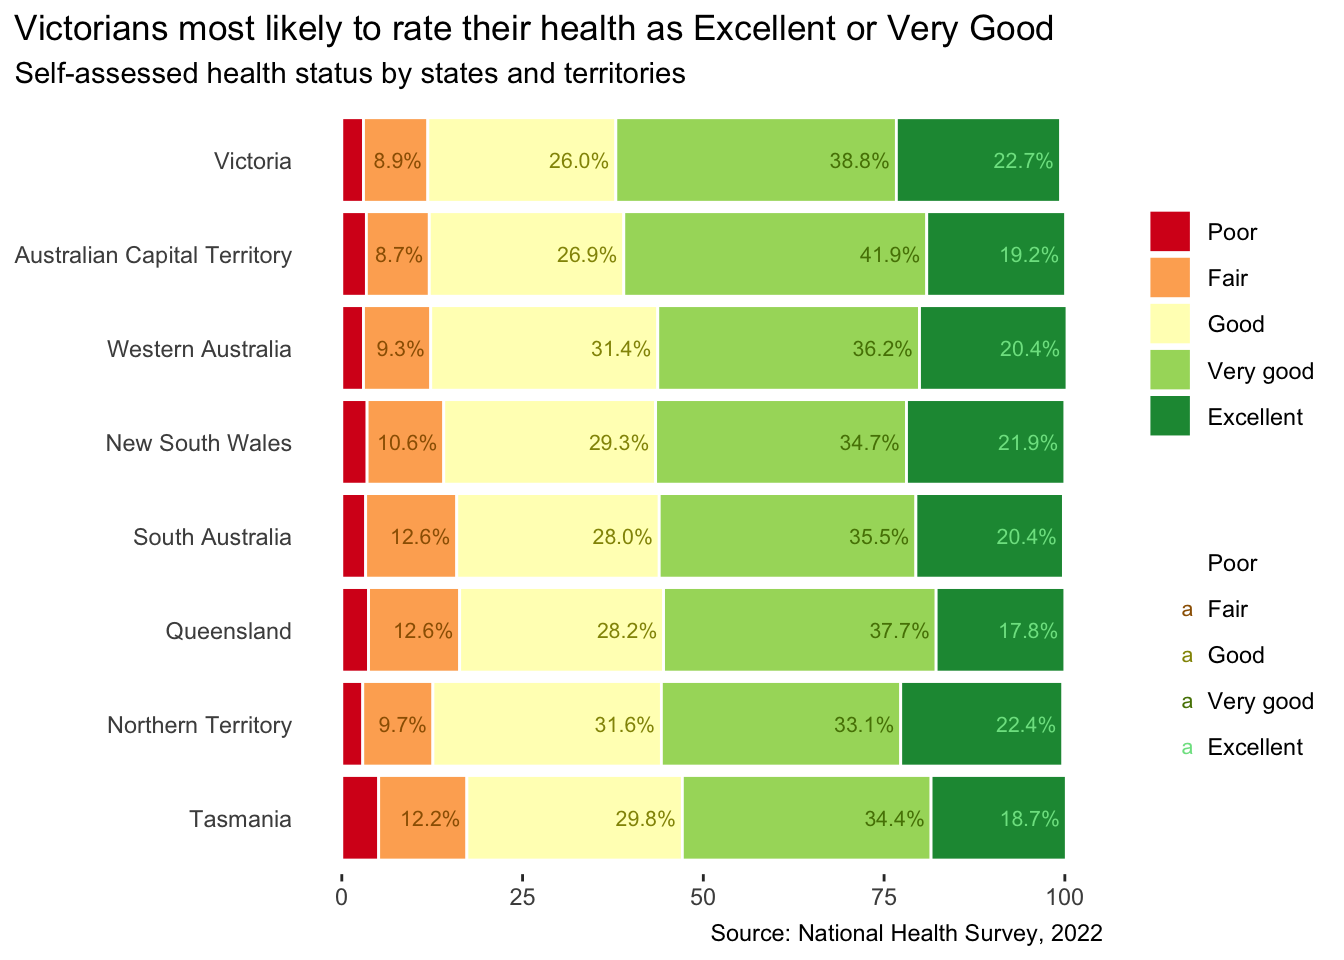 Victorians most likely to rate their health as Excellent or Very Good
Self-assessed health status by states and territories
Victoria 8.9% 26.0% 38.8% 22.7%
Australian Capital Territory 8.7% 26.9% 41.9% 19.2%
Western Australia 9.3% 31.4% 36.2% 20.4%
New South Wales 10.6% 29.3% 34.7% 21.9%
South Australia 12.6% 28.0% 35.5% 20.4%
Queensland 12.6% 28.2% 37.7% 17.8%
Northern Territory 9.7% 31.6% 33.1% 22.4%
Tasmania 12.2% 29.8% 34.4% 18.7%
0 25 50 75 100
Source: National Health Survey, 2022
Poor
Fair
Good
Very good
Excellent
Poor
a Fair
a Good
a Very good
a Excellent